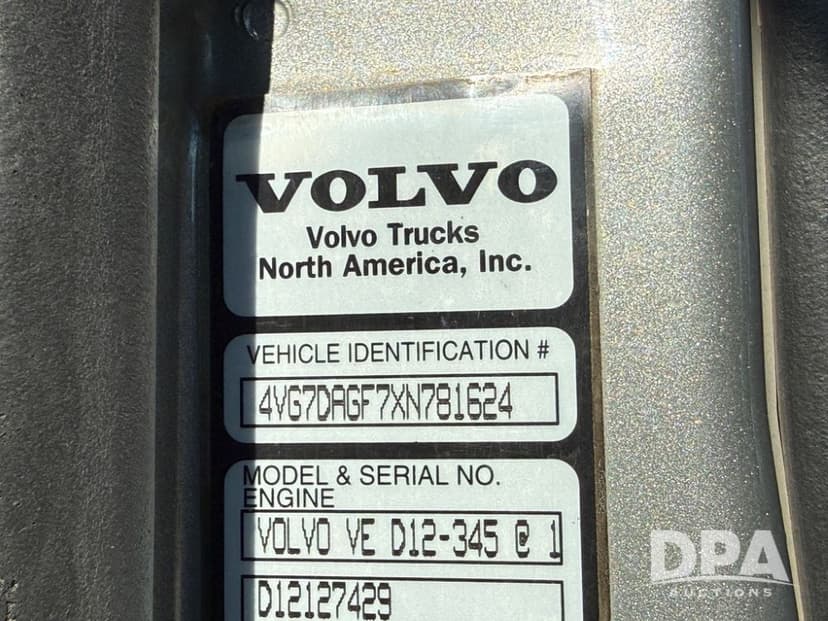 VOLVO
Volvo Trucks
North America, Inc.
VEHICLE IDENTIFICATION #
4VG7DAGF7XN781624
MODEL & SERIAL NO.
ENGINE
VOLVO VE D12-345 @ 1
D12127429
DPA
AUCTIONS